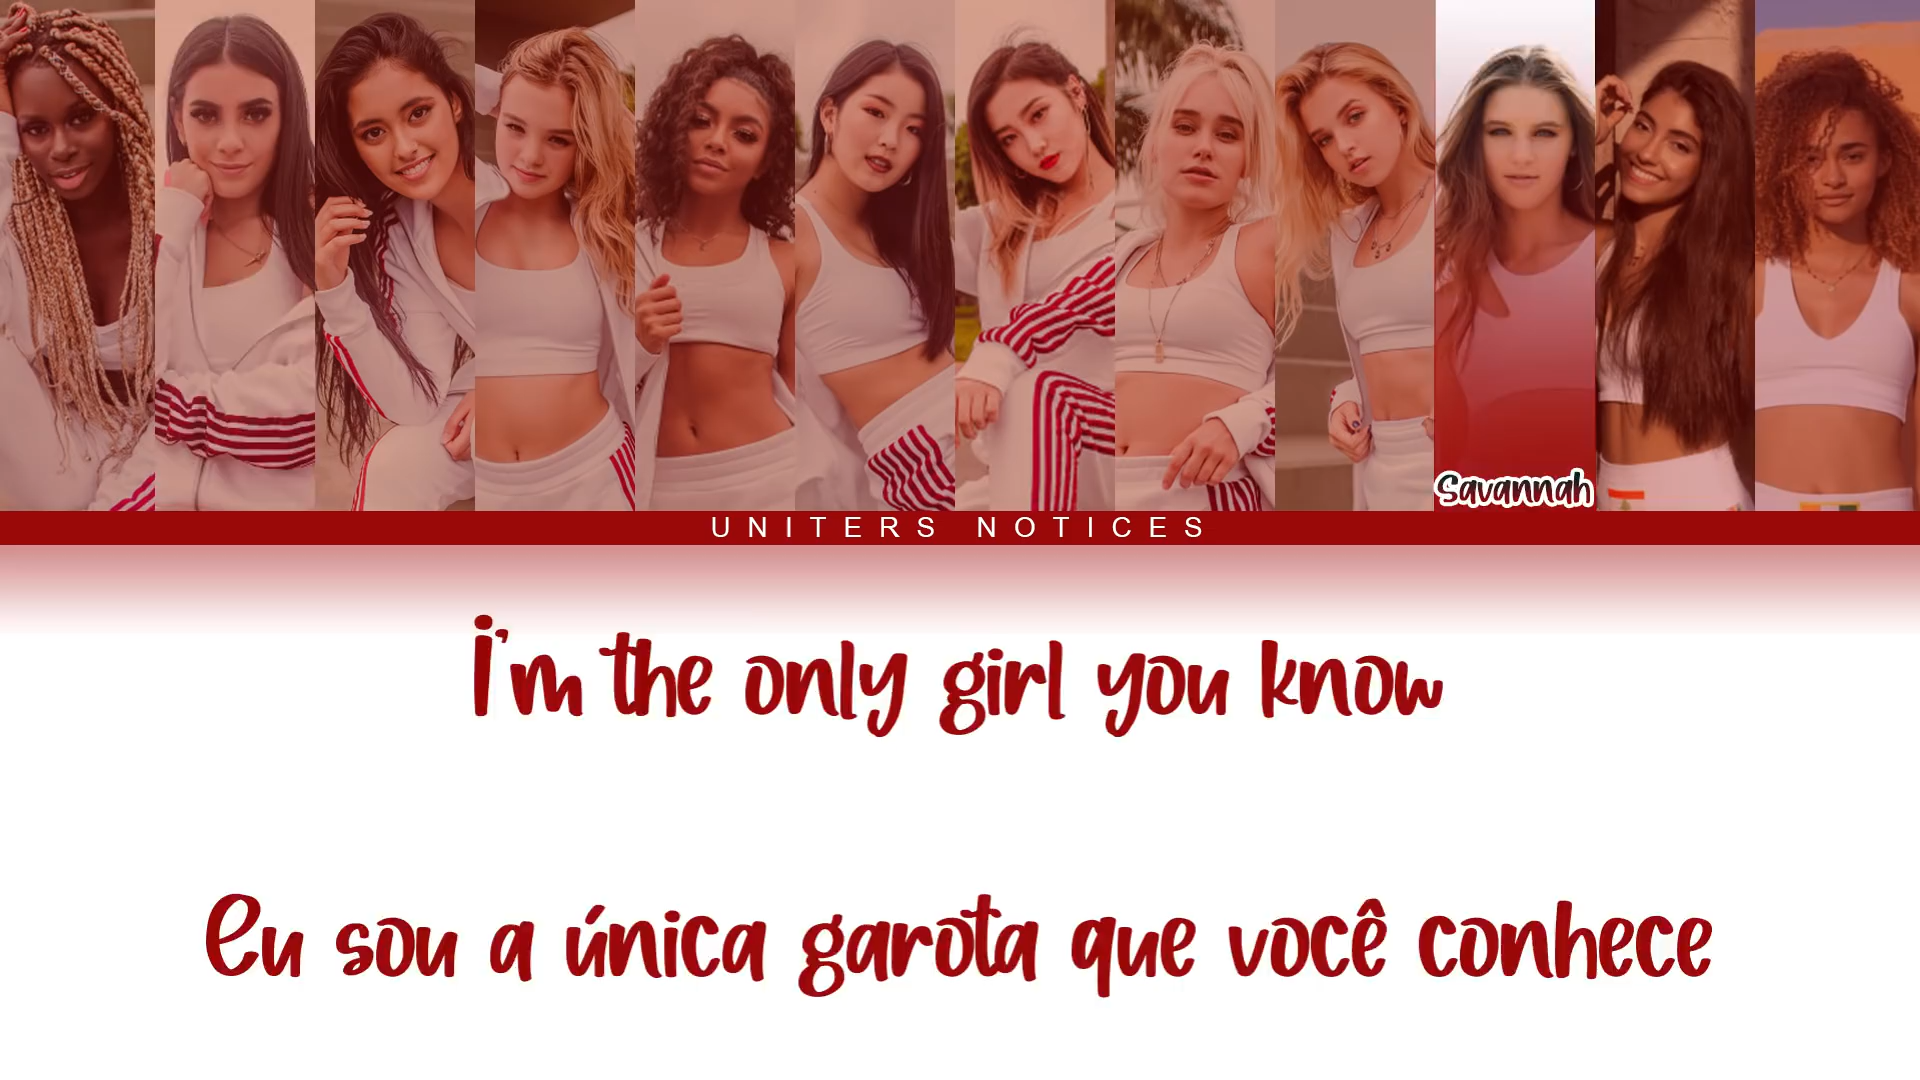 Savannah
UNITERS NOTICES
I'm the only girl you know
Eu sou a única garota que você conhece